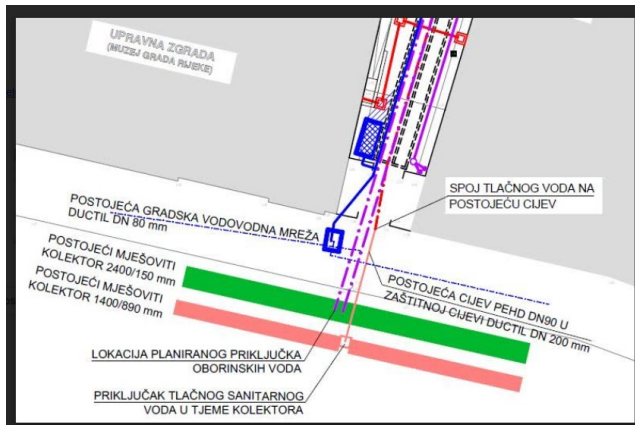 UPRAVNA ZGRADA
(MUZEJ GRADA RIJEKE)
SPOJ TLAČNOG VODA NA
POSTOJEĆU CIJEV
POSTOJEĆA GRADSKA VODOVODNA MREŽA
DUCTIL DN 80 mm
POSTOJEĆI MJEŠOVITI
KOLEKTOR 2400/150 mm
POSTOJEĆI MJEŠOVITI
KOLEKTOR 1400/890 mm
POSTOJEĆA CIJEV PEHD DN90 U
ZAŠTITNOJ CIJEVI DUCTIL DN 200 mm
LOKACIJA PLANIRANOG PRIKLJUČKA
OBORINSKIH VODA
PRIKLJUČAK TLAČNOG SANITARNOG
VODA U TJEME KOLEKTORA